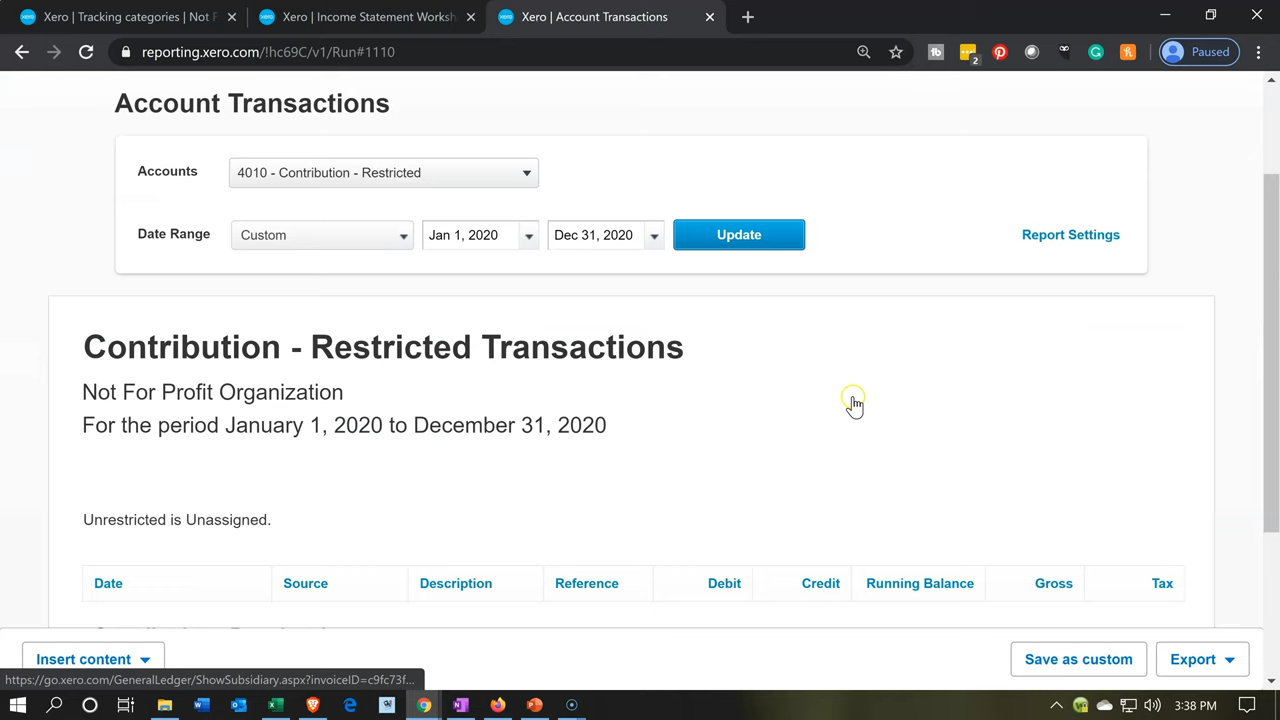 Xero | Tracking categories | Not F
Xero | Income Statement Worksh
Xero | Account Transactions
reporting.xero.com/!hc69C/v1/Run#1110
2
Paused
Account Transactions
Accounts
4010 - Contribution - Restricted
Date Range
Custom
Jan 1, 2020
Dec 31, 2020
Update
Report Settings
Contribution - Restricted Transactions
Not For Profit Organization
For the period January 1, 2020 to December 31, 2020
Unrestricted is Unassigned.
Date Source Description Reference Debit Credit Running Balance Gross Tax
Insert content
Save as custom
Export
https://go.xero.com/GeneralLedger/ShowSubsidiary.aspx?invoiceID=c9fc73f...
3:38 PM